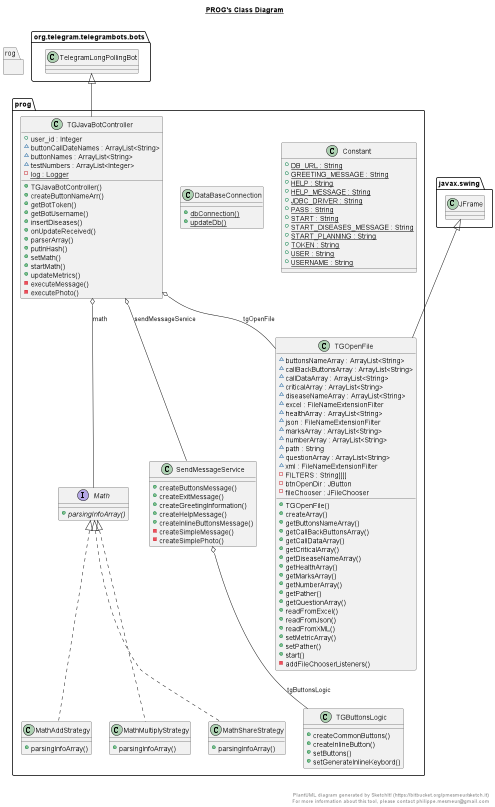 PROG's Class Diagram
org.telegram.telegrambots.bots
rog
TelegramLongPollingBot
prog
TGJavaBotController
user_id : Integer
buttonCallDateNames : ArrayList<String>
buttonNames : ArrayList<String>
testNumbers : ArrayList<Integer>
log : Logger
TGJavaBotController()
createButtonNameArr()
getBotToken()
getBotUsername()
insertDiseases()
onUpdateReceived()
parserArray()
putInHash()
setMath()
startMath()
updateMetrics()
executeMessage()
executePhoto()
DataBaseConnection
dbConnection()
updateDb()
Constant
DB_URL : String
GREETING_MESSAGE : String
HELP : String
HELP_MESSAGE : String
JDBC_DRIVER : String
PASS : String
START : String
START_DISEASES_MESSAGE : String
START_PLANNING : String
TOKEN : String
USER : String
USERNAME : String
javax.swing
JFrame
math
sendMessageService
tgOpenFile
TGOpenFile
buttonsNameArray : ArrayList<String>
callBackButtonsArray : ArrayList<String>
callDataArray : ArrayList<String>
criticalArray : ArrayList<String>
diseaseNameArray : ArrayList<String>
excel : FileNameExtensionFilter
healthArray : ArrayList<String>
json : FileNameExtensionFilter
marksArray : ArrayList<String>
numberArray : ArrayList<String>
path : String
questionArray : ArrayList<String>
xml : FileNameExtensionFilter
FILTERS : String[][]
btnOpenDir : JButton
fileChooser : JFileChooser
TGOpenFile()
createArray()
getButtonsNameArray()
getCallBackButtonsArray()
getCallDataArray()
getCriticalArray()
getDiseaseNameArray()
getHealthArray()
getMarksArray()
getNumberArray()
getPather()
getQuestionArray()
readFromExcel()
readFromJson()
readFromXML()
setMetricArray()
setPather()
start()
addFileChooserListeners()
Math
parsingInfoArray()
SendMessageService
createButtonsMessage()
createExitMessage()
createGreetingInformation()
createHelpMessage()
createInlineButtonsMessage()
createSimpleMessage()
createSimplePhoto()
tgButtonsLogic
MathAddStrategy
parsingInfoArray()
MathMultiplyStrategy
parsingInfoArray()
MathShareStrategy
parsingInfoArray()
TGButtonsLogic
createCommonButtons()
createInlineButton()
setButtons()
setGenerateInlineKeybord()
PlantUML diagram generated by SketchIt! (https://bitbucket.org/pmesmeur/sketch.it)
For more information about this tool, please contact philippe.mesmeur@gmail.com